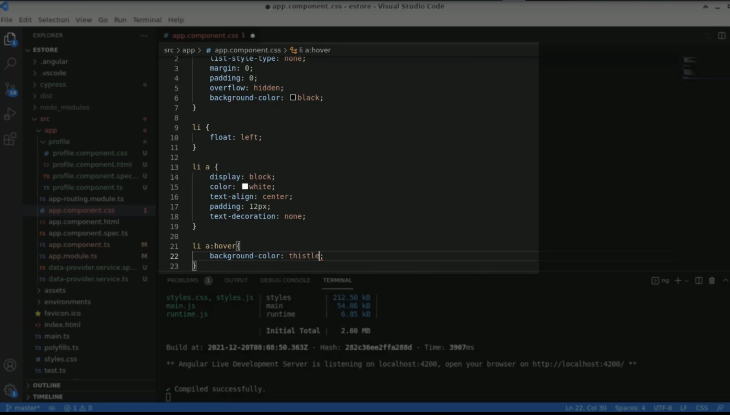 app.component.css - estore - Visual Studio Code
File Edit Selection View Go Run Terminal Help
EXPLORER
app.component.css 1
ESTORE
.angular
.vscode
cypress
dist
node_modules
src
app
profile
profile.component.css U
profile.component.html U
profile.component.spec... U
profile.component.ts U
app-routing.module.ts
app.component.css 1
app.component.html
app.component.spec.ts
app.component.ts M
app.module.ts M
data-provider.service.sp... U
data-provider.service.ts U
assets
environments
favicon.ico
index.html
main.ts
polyfills.ts
styles.css
test.ts
OUTLINE
TIMELINE
src > app > # app.component.css > li a:hover
2 list-style-type: none;
3 margin: 0;
4 padding: 0;
5 overflow: hidden;
6 background-color: black;
7 }
8
9 li {
10 float: left;
11 }
12
13 li a {
14 display: block;
15 color: white;
16 text-align: center;
17 padding: 12px;
18 text-decoration: none;
19 }
20
21 li a:hover{
22 background-color: thistle;
23 }
PROBLEMS 1 OUTPUT DEBUG CONSOLE TERMINAL ng
styles.css, styles.js | styles | 212.50 kB |
main.js | main | 54.06 kB |
runtime.js | runtime | 6.85 kB |
| Initial Total | 2.60 MB
Build at: 2021-12-20T08:08:50.363Z - Hash: 282c36ee2ffa288d - Time: 3907ms
** Angular Live Development Server is listening on localhost:4200, open your browser on http://localhost:4200/ **
✔ Compiled successfully.
master* 1 0 Ln 22, Col 30 Spaces: 4 UTF-8 LF CSS